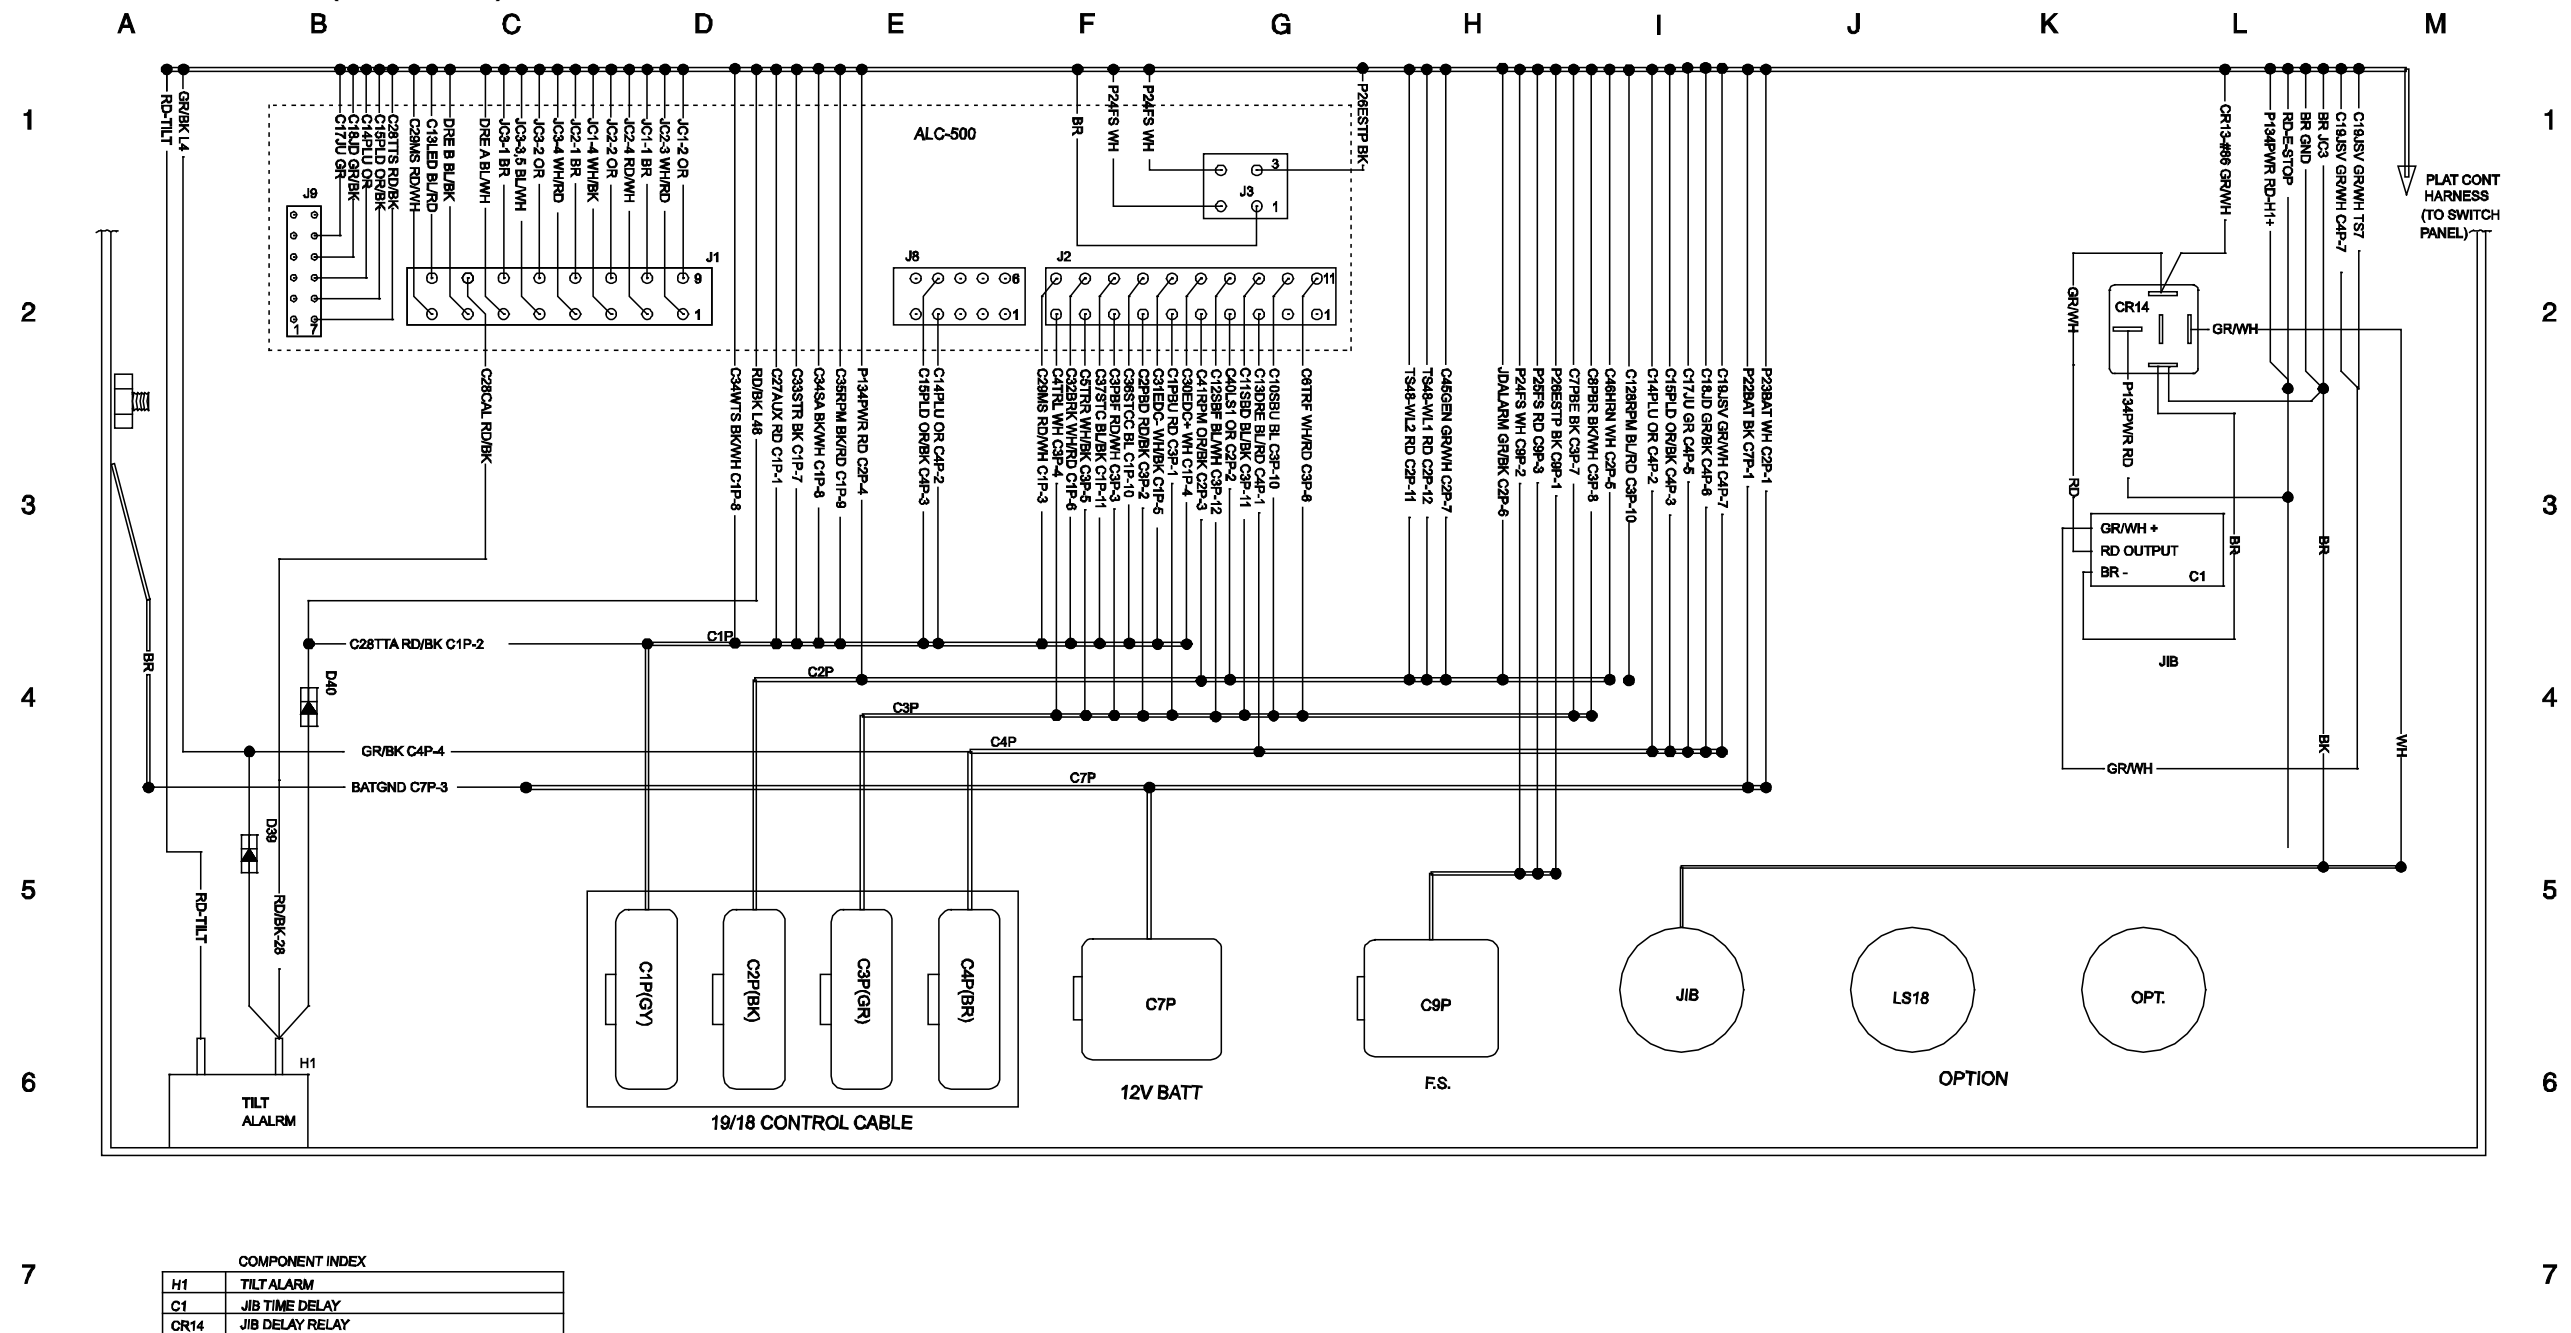 A B C D E F G H I J K L M
1
RD-TILT
GR/BK L4
C17JU GR
C18JD GR/BK
C14PLU OR
C15PLD OR/BK
C28TTS RD/BK
C29MS RD/WH
C13LED BL/RD
DRE B BL/BK
DRE A BL/WH
JC3-1 BR
JC3-3,5 BL/WH
JC3-2 OR
JC3-4 WH/RD
JC2-1 BR
JC1-4 WH/BK
JC2-2 OR
JC2-4 RD/WH
JC1-1 BR
JC2-3 WH/RD
JC1-2 OR
ALC-500
BR
P24FS WH
P24FS WH
P26ESTP BK
CR13-#86 GR/WH
P134PWR RD-H1+
RD-E-STOP
BR GND
BR JC3
C19JSV GR/WH C4P-7
C19JSV GR/WH TS7
1
PLAT CONT
HARNESS
(TO SWITCH
PANEL)
J9
1 7
J1
9
1
J8
6
1
J2
11
1
J3
3
1
2
GR/WH
CR14
GR/WH
2
C28CAL RD/BK
C34WTS BK/WH C1P-8
RD/BK L48
C27AUX RD C1P-1
C33STR BK C1P-7
C34SA BK/WH C1P-8
C35RPM BK/RD C1P-9
P134PWR RD C2P-4
C15PLD OR/BK C4P-3
C14PLU OR C4P-2
C29MS RD/WH C1P-3
C4TRL WH C3P-4
C32BRK WH/RD C1P-6
C5TRR WH/BK C3P-5
C37STC BL/BK C1P-11
C3PBF RD/WH C3P-3
C36STCC BL C1P-10
C2PBD RD/BK C3P-2
C31EDC- WH/BK C1P-5
C1PBU RD C3P-1
C30EDC+ WH C1P-4
C41RPM OR/BK C2P-3
C12SBF BL/WH C3P-12
C40LS1 OR C2P-2
C11SBD BL/BK C3P-11
C13DRE BL/RD C4P-1
C10SBU BL C3P-10
C6TRF WH/RD C3P-6
TS48-WL2 RD C2P-11
TS48-WL1 RD C2P-12
C45GEN GR/WH C2P-7
JDALARM GR/BK C2P-6
P24FS WH C9P-2
P25FS RD C9P-3
P26ESTP BK C9P-1
C7PBE BK C3P-7
C8PBR BK/WH C3P-8
C46HRN WH C2P-5
C128RPM BL/RD C3P-10
C14PLU OR C4P-2
C15PLD OR/BK C4P-3
C17JU GR C4P-5
C18JD GR/BK C4P-6
C19JSV GR/WH C4P-7
P22BAT BK C7P-1
P23BAT WH C2P-1
P134PWR RD
3
RD
GR/WH +
RD OUTPUT
BR -
C1
BR
BR
3
BR
C28TTA RD/BK C1P-2
C1P
JIB
4
D40
C2P
C3P
4
GR/BK C4P-4
C4P
BK
WH
GR/WH
BATGND C7P-3
C7P
D39
5
RD-TILT
RD/BK-28
5
C1P(GY)
C2P(BK)
C3P(GR)
C4P(BR)
C7P
C9P
JIB
LS18
OPT.
H1
6
TILT
ALALRM
19/18 CONTROL CABLE
12V BATT
F.S.
OPTION
6
COMPONENT INDEX
7
H1 TILT ALARM
C1 JIB TIME DELAY
CR14 JIB DELAY RELAY
7